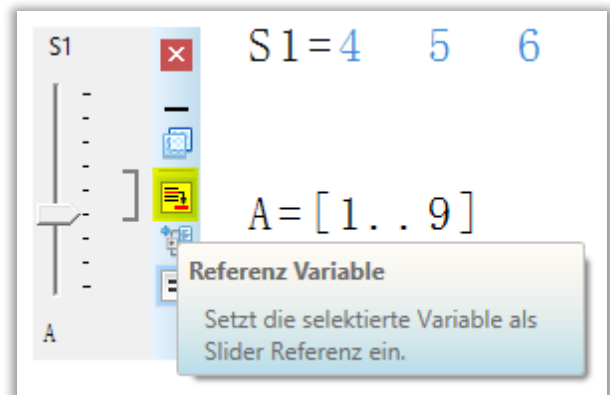 S1
S1=4 5 6
A=[1..9]
Referenz Variable
Setzt die selektierte Variable als
Slider Referenz ein.
A